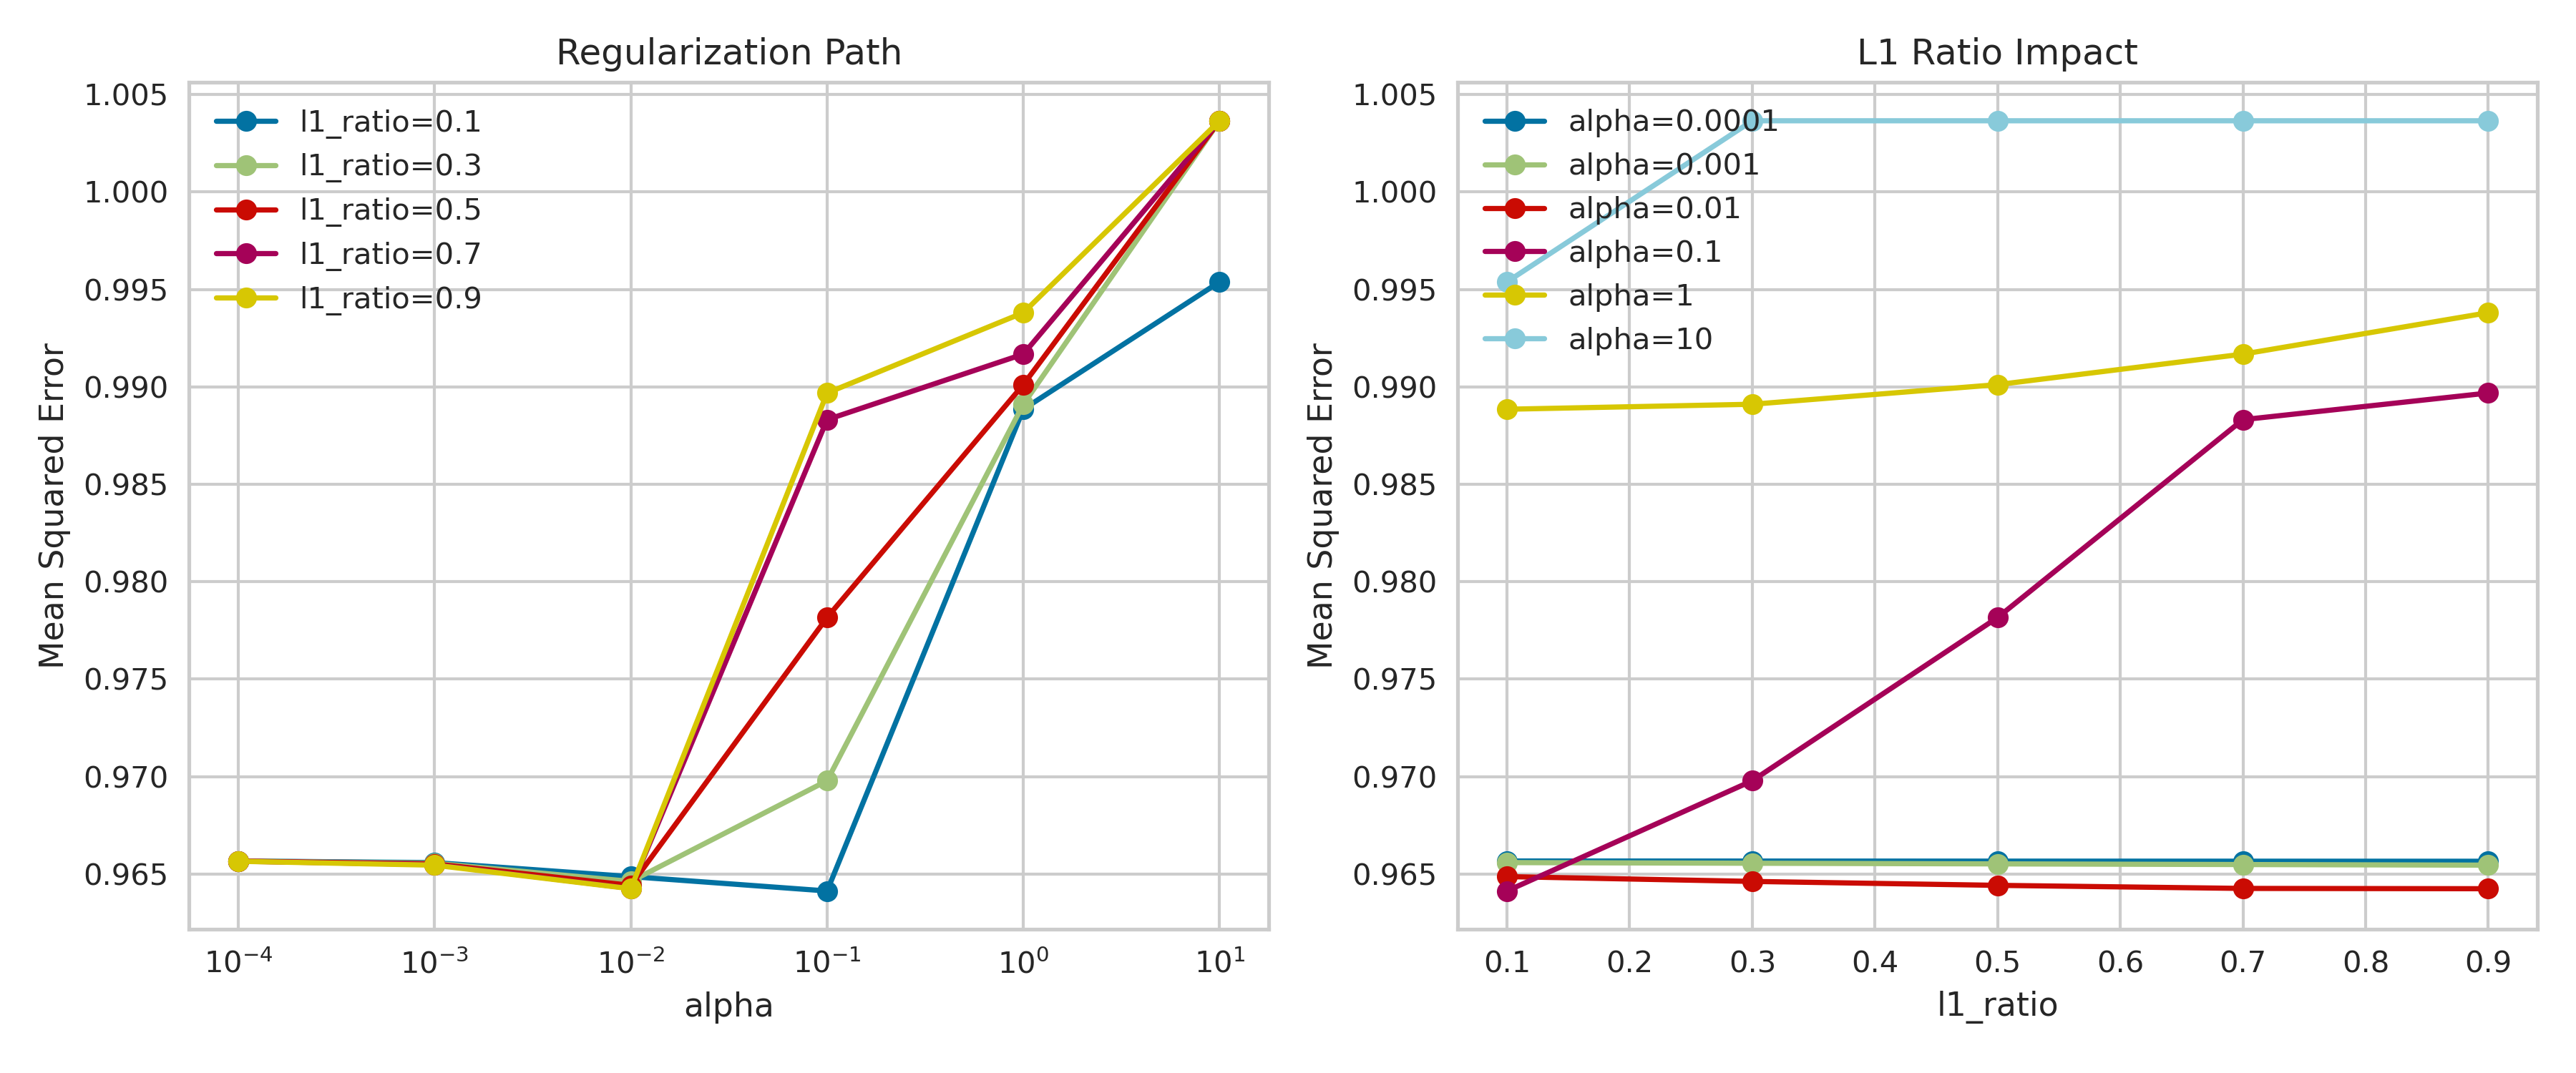 Regularization Path
1.005
1.000
0.995
0.990
0.985
0.980
0.975
0.970
0.965
Mean Squared Error
l1_ratio=0.1
l1_ratio=0.3
l1_ratio=0.5
l1_ratio=0.7
l1_ratio=0.9
10⁻⁴ 10⁻³ 10⁻² 10⁻¹ 10⁰ 10¹
alpha
L1 Ratio Impact
1.005
1.000
0.995
0.990
0.985
0.980
0.975
0.970
0.965
Mean Squared Error
alpha=0.0001
alpha=0.001
alpha=0.01
alpha=0.1
alpha=1
alpha=10
0.1 0.2 0.3 0.4 0.5 0.6 0.7 0.8 0.9
l1_ratio